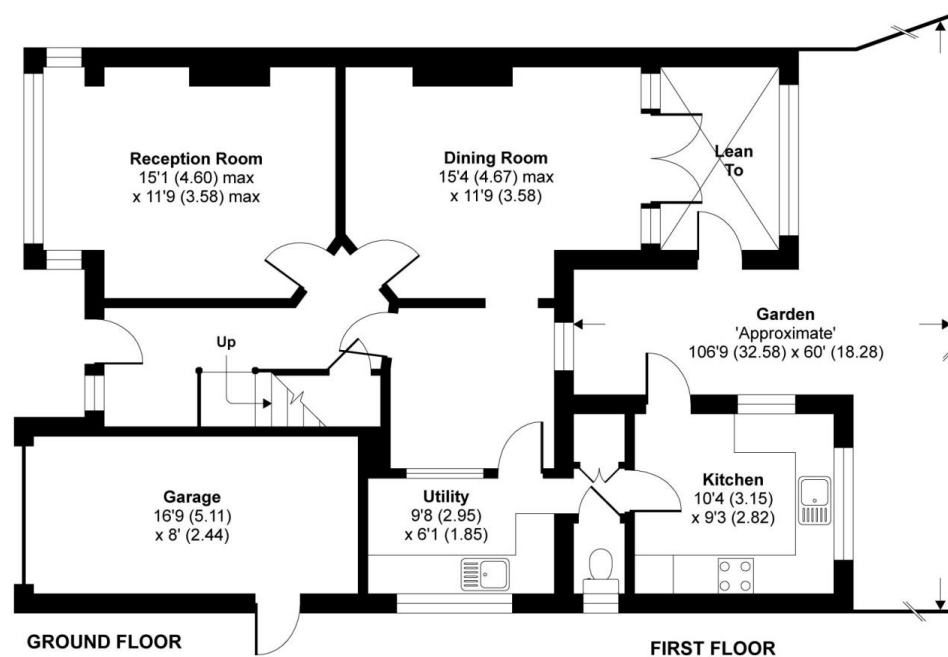 Reception Room
15'1 (4.60) max
x 11'9 (3.58) max
Dining Room
15'4 (4.67) max
x 11'9 (3.58)
Lean
To
Garden
'Approximate'
106'9 (32.58) x 60' (18.28)
Up
Garage
16'9 (5.11)
x 8' (2.44)
Utility
9'8 (2.95)
x 6'1 (1.85)
Kitchen
10'4 (3.15)
x 9'3 (2.82)
GROUND FLOOR
FIRST FLOOR